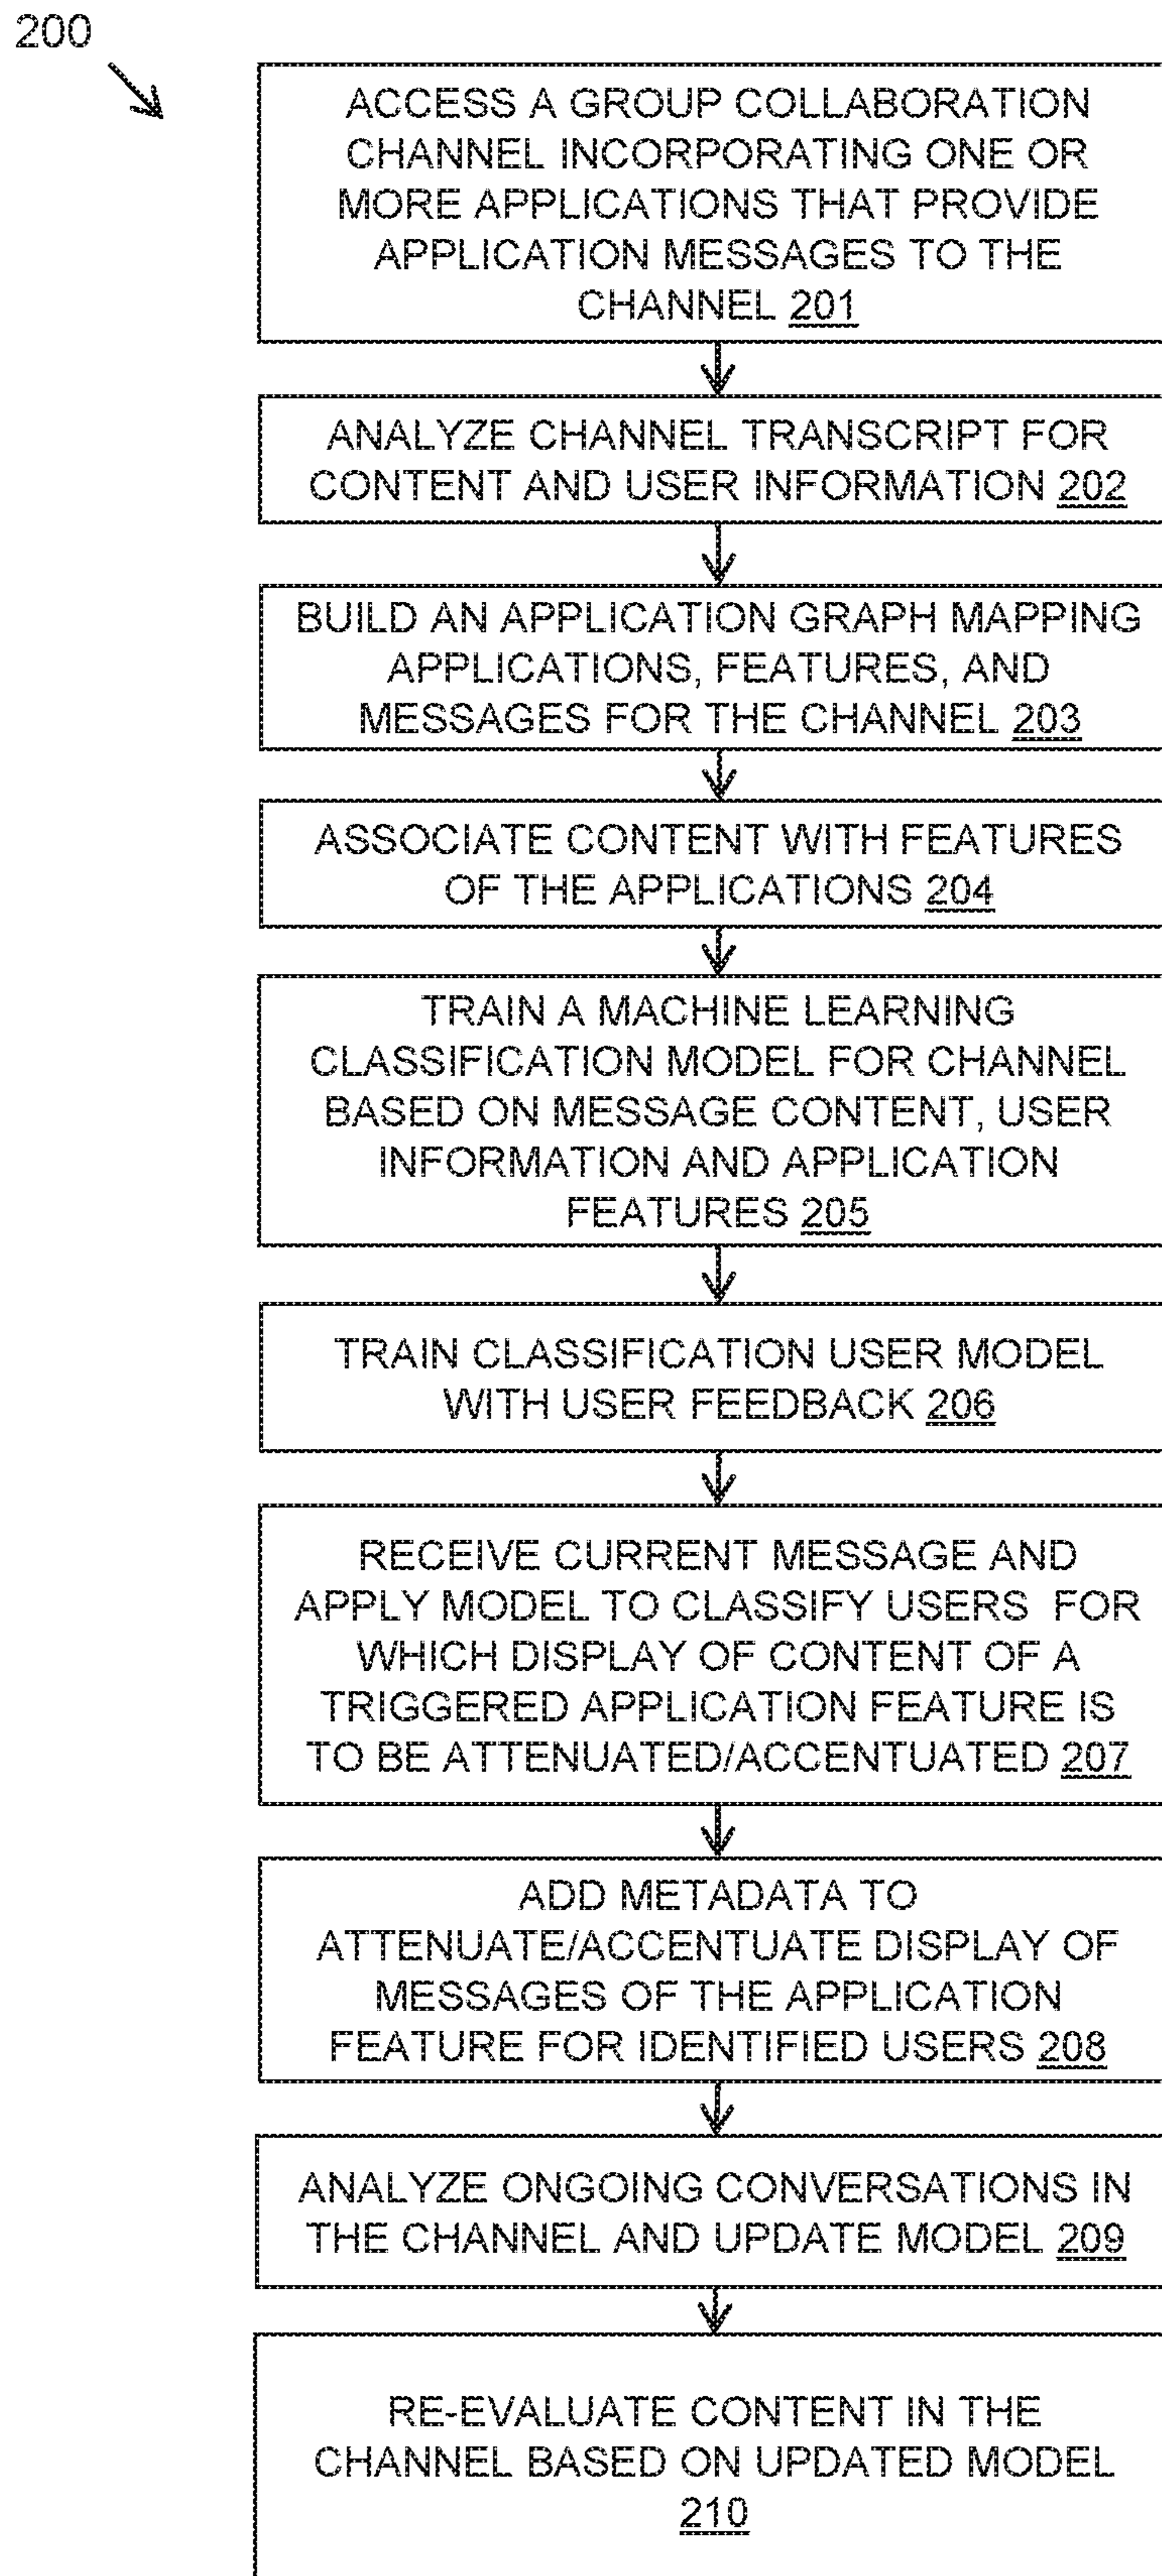 200
ACCESS A GROUP COLLABORATION
CHANNEL INCORPORATING ONE OR
MORE APPLICATIONS THAT PROVIDE
APPLICATION MESSAGES TO THE
CHANNEL 201
ANALYZE CHANNEL TRANSCRIPT FOR
CONTENT AND USER INFORMATION 202
BUILD AN APPLICATION GRAPH MAPPING
APPLICATIONS, FEATURES, AND
MESSAGES FOR THE CHANNEL 203
ASSOCIATE CONTENT WITH FEATURES
OF THE APPLICATIONS 204
TRAIN A MACHINE LEARNING
CLASSIFICATION MODEL FOR CHANNEL
BASED ON MESSAGE CONTENT, USER
INFORMATION AND APPLICATION
FEATURES 205
TRAIN CLASSIFICATION USER MODEL
WITH USER FEEDBACK 206
RECEIVE CURRENT MESSAGE AND
APPLY MODEL TO CLASSIFY USERS FOR
WHICH DISPLAY OF CONTENT OF A
TRIGGERED APPLICATION FEATURE IS
TO BE ATTENUATED/ACCENTUATED 207
ADD METADATA TO
ATTENUATE/ACCENTUATE DISPLAY OF
MESSAGES OF THE APPLICATION
FEATURE FOR IDENTIFIED USERS 208
ANALYZE ONGOING CONVERSATIONS IN
THE CHANNEL AND UPDATE MODEL 209
RE-EVALUATE CONTENT IN THE
CHANNEL BASED ON UPDATED MODEL
210